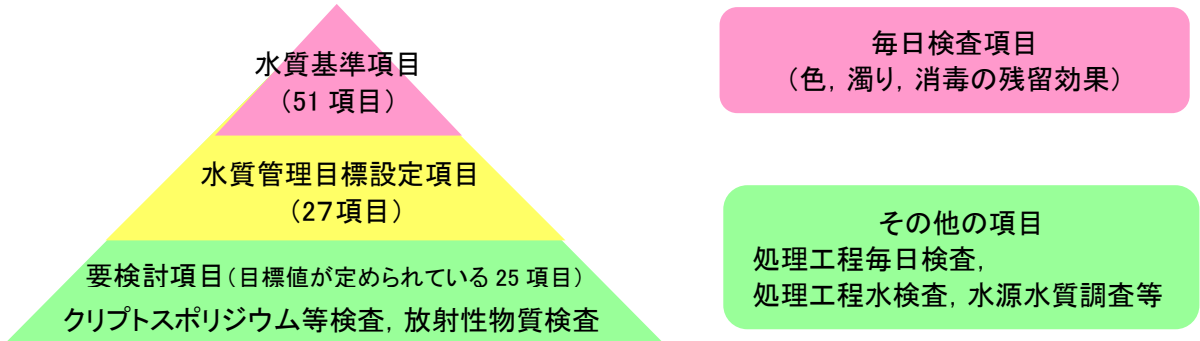 水質基準項目
(51 項目)
水質管理目標設定項目
(27項目)
要検討項目(目標値が定められている 25 項目)
クリプトスポリジウム等検査, 放射性物質検査
毎日検査項目
(色, 濁り, 消毒の残留効果)
その他の項目
処理工程毎日検査,
処理工程水検査, 水源水質調査等